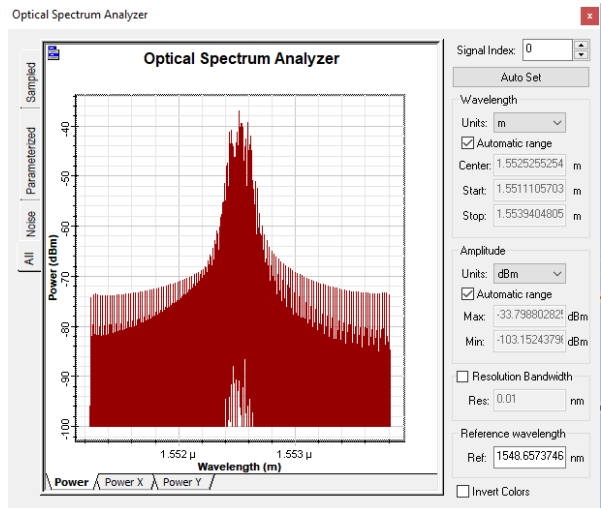 Optical Spectrum Analyzer
x
Optical Spectrum Analyzer
Sampled
Parameterized
Noise
All
Power (dBm)
-40
-50
-60
-70
-80
-90
-100
1.552 µ
1.553 µ
Wavelength (m)
Power
Power X
Power Y
Signal Index: 0
Auto Set
Wavelength
Units: m
Automatic range
Center: 1.5525255254 m
Start: 1.5511105703 m
Stop: 1.5539404805 m
Amplitude
Units: dBm
Automatic range
Max: -33.798802825 dBm
Min: -103.15243796 dBm
Resolution Bandwidth
Res: 0.01 nm
Reference wavelength
Ref: 1548.6573746 nm
Invert Colors